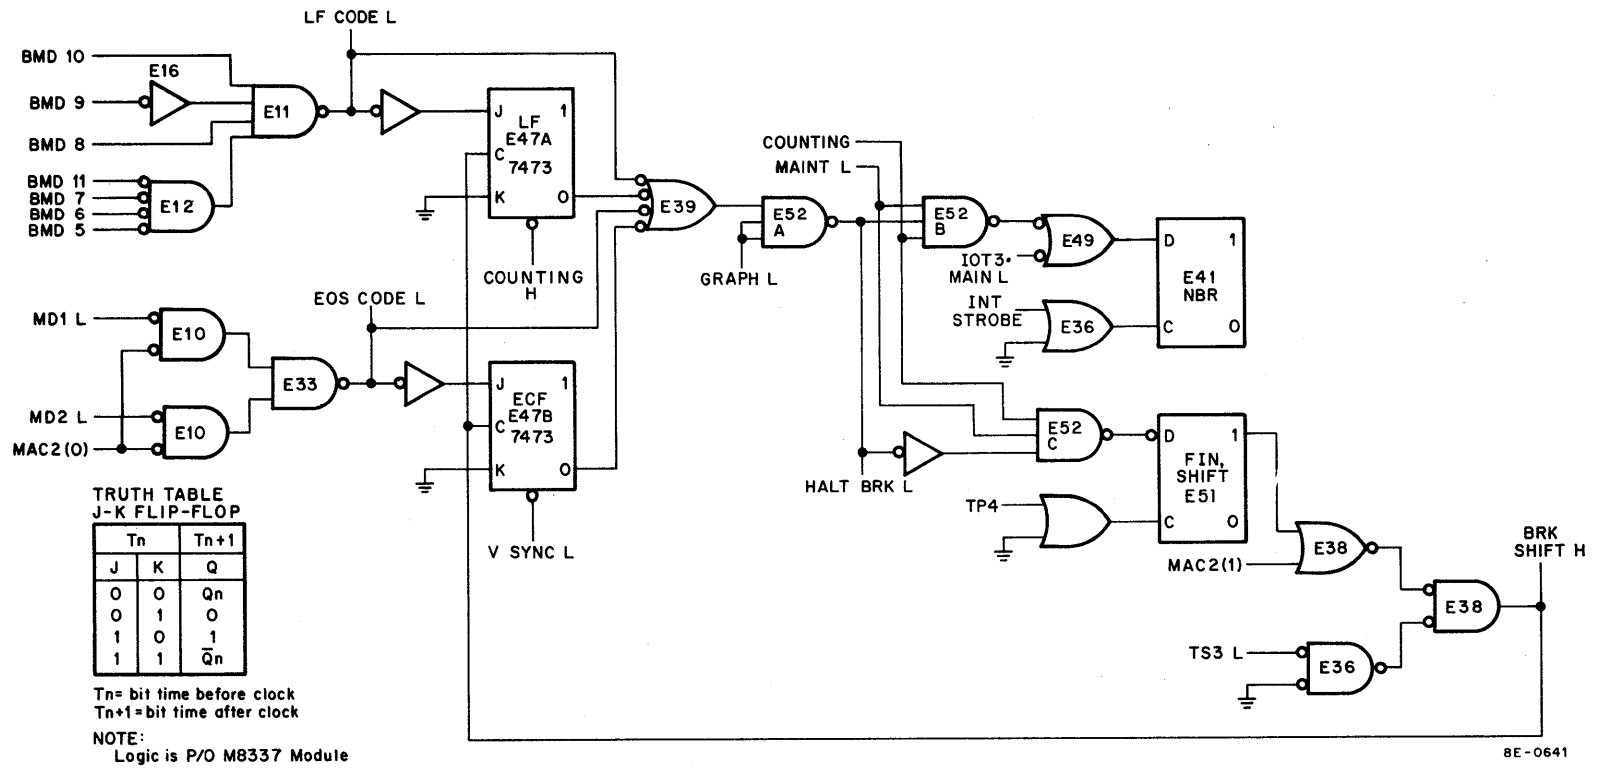 LF CODE L
BMD 10
E16
BMD 9
E11
BMD 8
BMD 11
BMD 7
BMD 6
BMD 5
E12
J 1
LF
E47A
C
7473
K 0
COUNTING
H
E39
COUNTING
MAINT L
E52
A
GRAPH L
E52
B
E49
IOT3•
MAIN L
INT
STROBE
E36
D 1
E41
NBR
C 0
EOS CODE L
MD1 L
E10
E33
MD2 L
E10
MAC2(0)
J 1
ECF
E47B
C
7473
K 0
V SYNC L
HALT BRK L
E52
C
TP4
D 1
FIN,
SHIFT
E51
C 0
E38
MAC2(1)
BRK
SHIFT H
E38
TS3 L
E36
TRUTH TABLE
J-K FLIP-FLOP
Tn Tn+1
J K Q
0 0 Qn
0 1 0
1 0 1
1 1 Q̅n
Tn= bit time before clock
Tn+1=bit time after clock
NOTE:
Logic is P/O M8337 Module
8E-0641